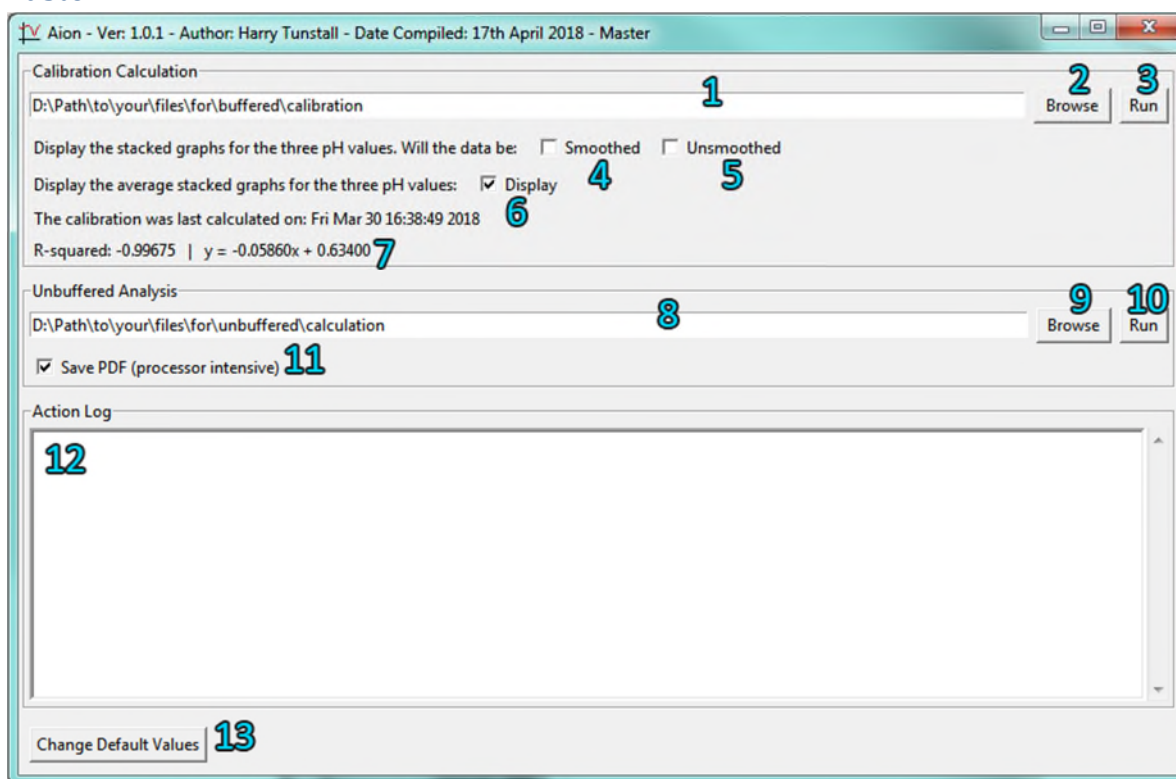 Aion - Ver: 1.0.1 - Author: Harry Tunstall - Date Compiled: 17th April 2018 - Master
Calibration Calculation
D:\Path\to\your\files\for\buffered\calibration 1 2 Browse 3 Run
Display the stacked graphs for the three pH values. Will the data be: Smoothed Unsmoothed
4 5
Display the average stacked graphs for the three pH values: Display
6
The calibration was last calculated on: Fri Mar 30 16:38:49 2018
R-squared: -0.99675 | y = -0.05860x + 0.63400 7
Unbuffered Analysis
D:\Path\to\your\files\for\unbuffered\calculation 8 9 Browse 10 Run
Save PDF (processor intensive) 11
Action Log
12
Change Default Values 13